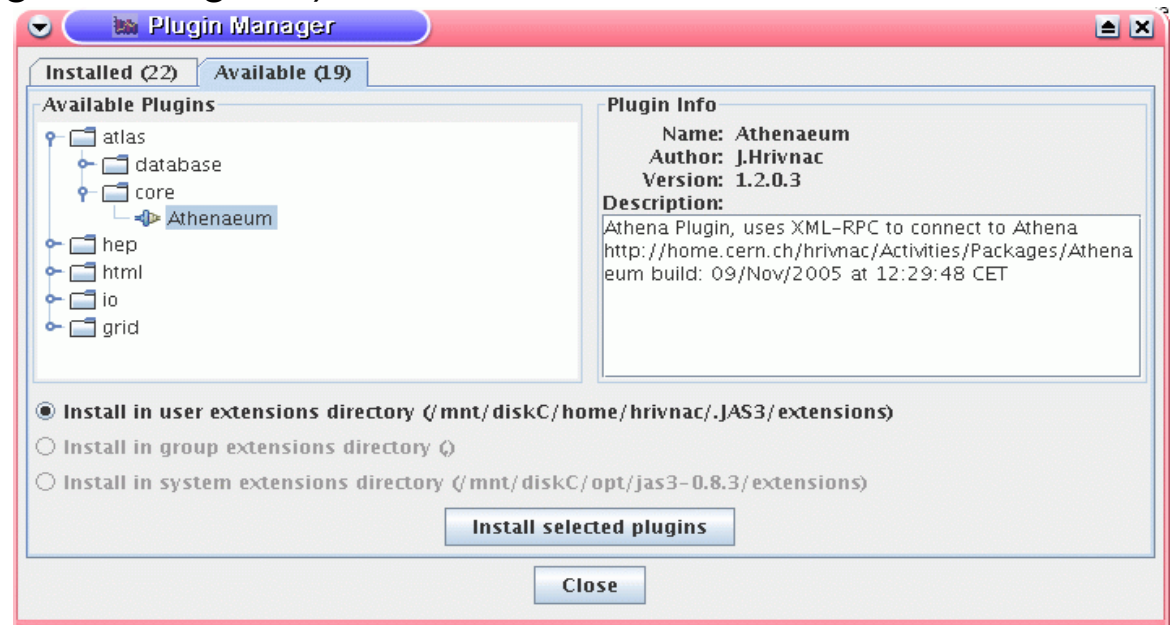 Plugin Manager
Installed (22)
Available (19)
Available Plugins
atlas
database
core
Athenaeum
hep
html
io
grid
Plugin Info
Name: Athenaeum
Author: J.Hrivnac
Version: 1.2.0.3
Description:
Athena Plugin, uses XML-RPC to connect to Athena
http://home.cern.ch/hrivnac/Activities/Packages/Athena
eum build: 09/Nov/2005 at 12:29:48 CET
Install in user extensions directory (/mnt/diskC/home/hrivnac/.JAS3/extensions)
Install in group extensions directory ()
Install in system extensions directory (/mnt/diskC/opt/jas3-0.8.3/extensions)
Install selected plugins
Close